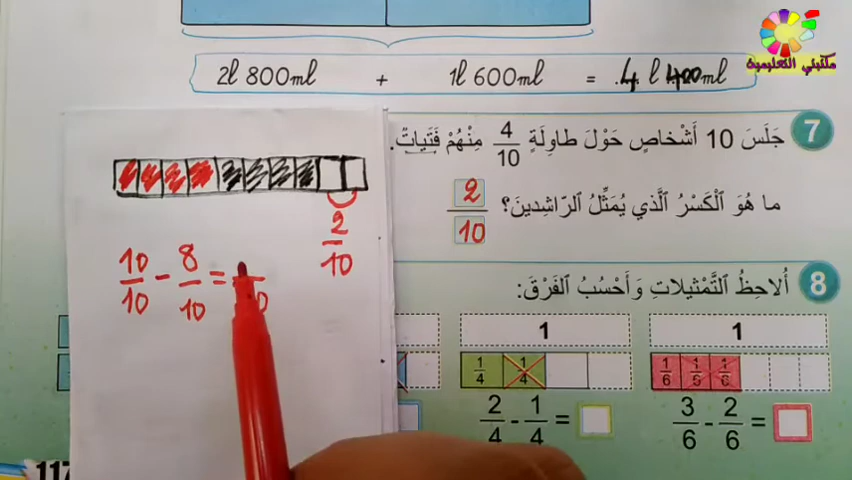 2l 800ml + 1l 600ml = 4 l 400ml
مكتبتي التعليمية
7 جَلَسَ 10 أَشْخاصٍ حَوْلَ طاوِلَةٍ 4/10 مِنْهُمْ فَتَياتٌ.
ما هُوَ ٱلْكَسْرُ ٱلَّذي يُمَثِّلُ ٱلرّاشِدينَ؟ 2/10
2/10
10/10 - 8/10 = /10
8 أُلاحِظُ ٱلتَّمْثيلاتِ وَأَحْسُبُ ٱلْفَرْقَ:
1 1
1/4 1/4
1/6 1/6 1/6
2/4 - 1/4 =
3/6 - 2/6 =
117